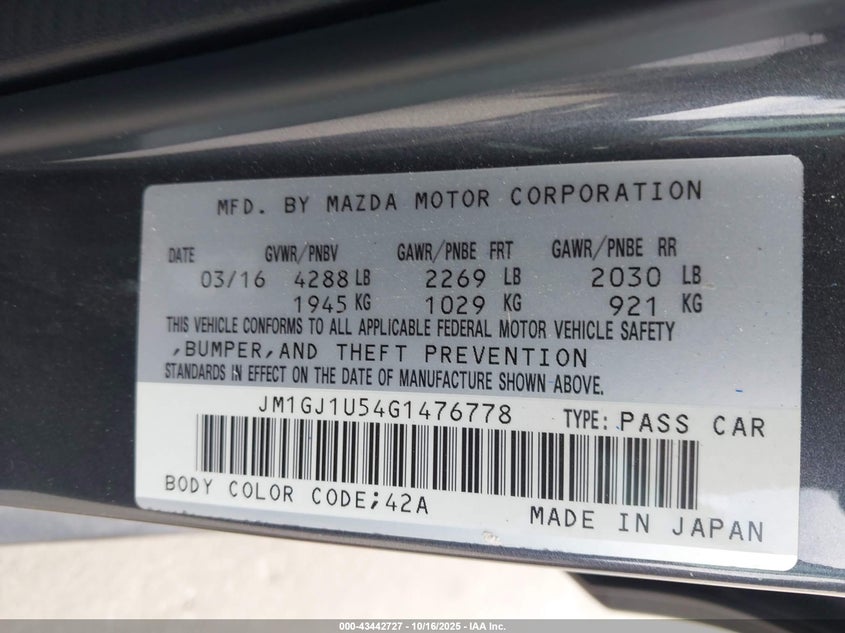 MFD. BY MAZDA MOTOR CORPORATION
DATE GVWR/PNBV GAWR/PNBE FRT GAWR/PNBE RR
03/16 4288 LB 2269 LB 2030 LB
1945 KG 1029 KG 921 KG
THIS VEHICLE CONFORMS TO ALL APPLICABLE FEDERAL MOTOR VEHICLE SAFETY
,BUMPER,AND THEFT PREVENTION
STANDARDS IN EFFECT ON THE DATE OF MANUFACTURE SHOWN ABOVE.
JM1GJ1U54G1476778 TYPE: PASS CAR
BODY COLOR CODE;42A
MADE IN JAPAN
000-43442727 - 10/16/2025 - IAA Inc.